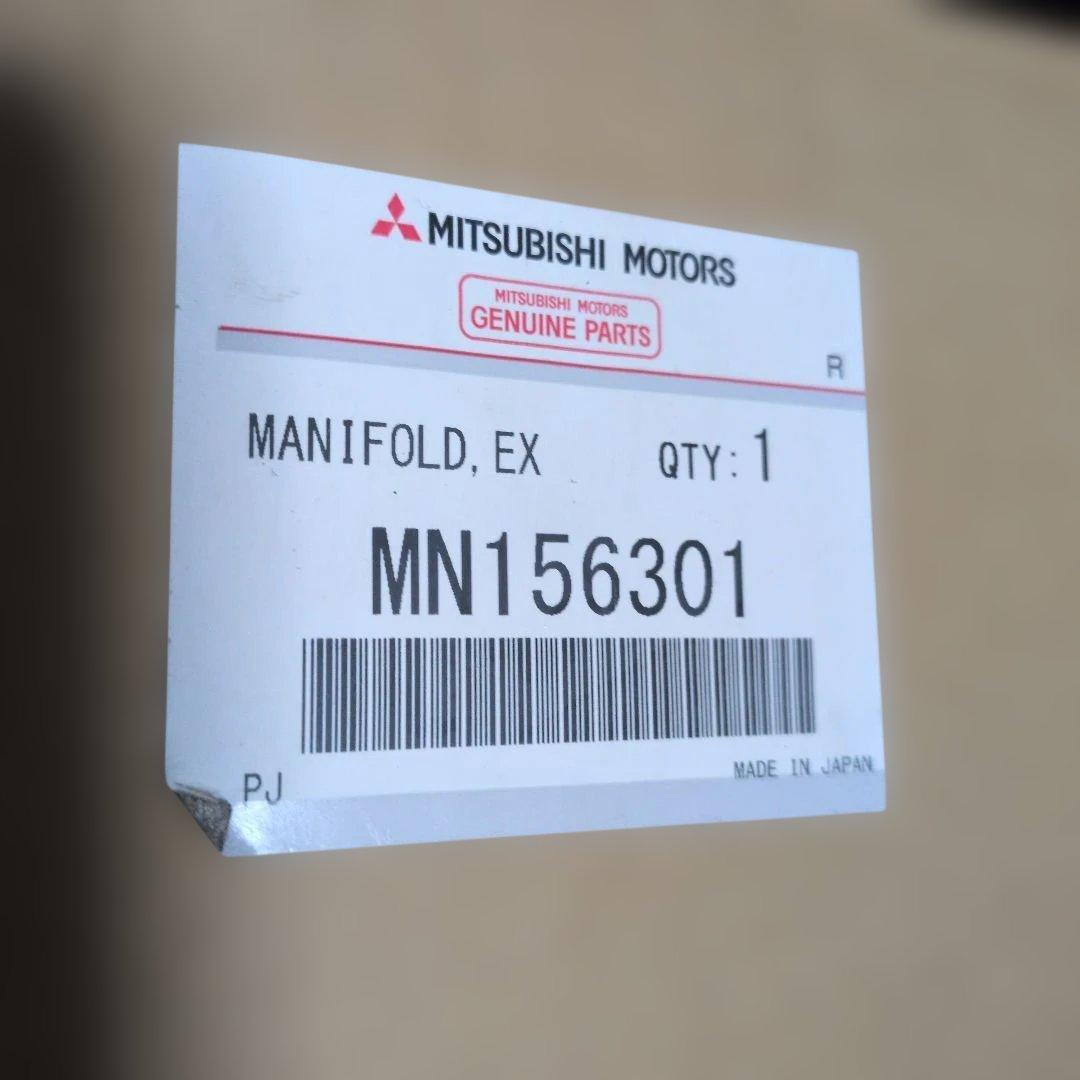 MITSUBISHI MOTORS
MITSUBISHI MOTORS
GENUINE PARTS
R
MANIFOLD, EX QTY: 1
MN156301
MADE IN JAPAN
PJ